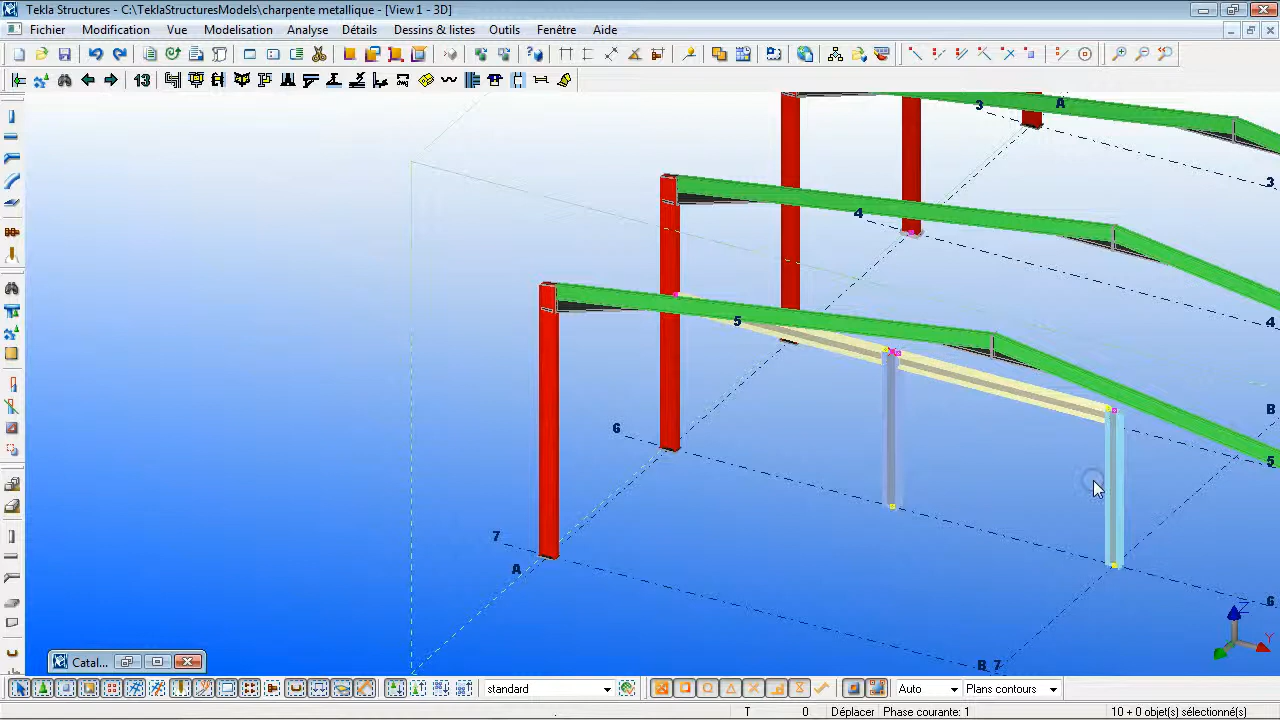 Tekla Structures - C:\TeklaStructuresModels\charpente metallique - [View 1 - 3D]
Fichier Modification Vue Modelisation Analyse Détails Dessins & listes Outils Fenêtre Aide
13
3 A
3
4
4
5
B
5
6
6
7
A
B 7
Z
Y
Catal...
standard
Auto
Plans contours
T 0 Déplacer Phase courante: 1 10 + 0 objet(s) sélectionné(s)